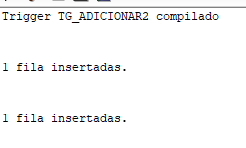 Trigger TG_ADICIONAR2 compilado
1 fila insertadas.
1 fila insertadas.